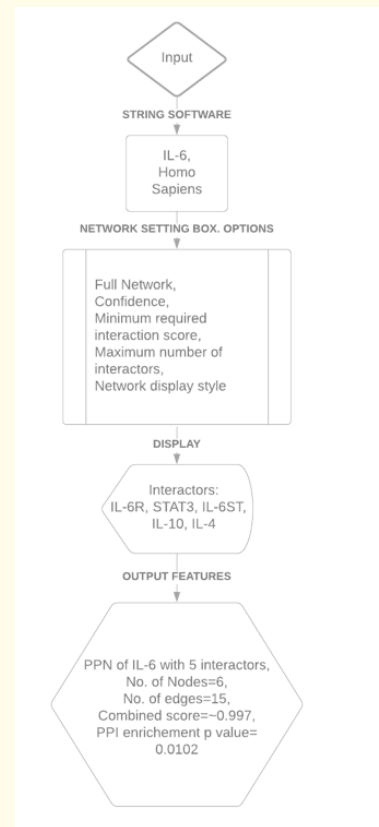 Input
STRING SOFTWARE
IL-6,
Homo
Sapiens
NETWORK SETTING BOX. OPTIONS
Full Network,
Confidence,
Minimum required
interaction score,
Maximum number of
interactors,
Network display style
DISPLAY
Interactors:
IL-6R, STAT3, IL-6ST,
IL-10, IL-4
OUTPUT FEATURES
PPN of IL-6 with 5 interactors,
No. of Nodes=6,
No. of edges=15,
Combined score=~0.997,
PPI enrichement p value=
0.0102